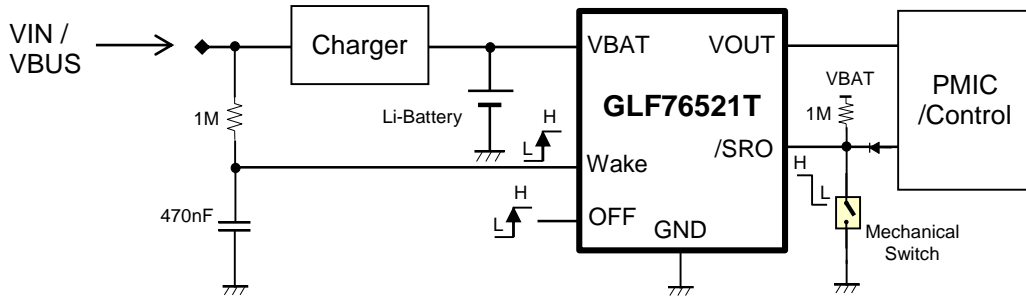 VIN /
VBUS
Charger
1M
470nF
Li-Battery
H
L
H
L
VBAT
VOUT
GLF76521T
/SRO
Wake
OFF
GND
VBAT
1M
H
L
Mechanical
Switch
PMIC
/Control